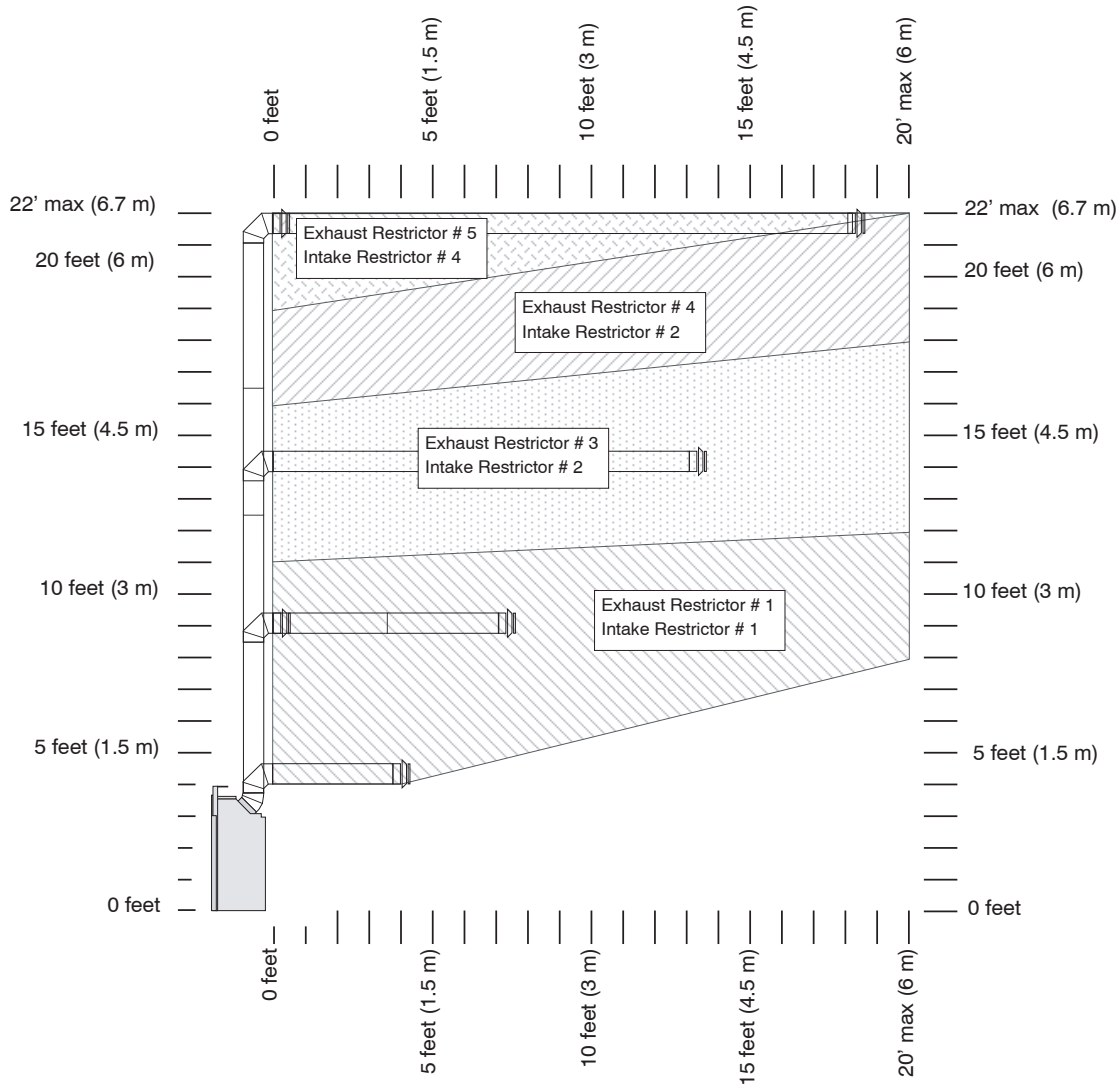 0 feet
5 feet (1.5 m)
10 feet (3 m)
15 feet (4.5 m)
20' max (6 m)
22' max (6.7 m)
20 feet (6 m)
15 feet (4.5 m)
10 feet (3 m)
5 feet (1.5 m)
0 feet
Exhaust Restrictor # 5
Intake Restrictor # 4
Exhaust Restrictor # 4
Intake Restrictor # 2
Exhaust Restrictor # 3
Intake Restrictor # 2
Exhaust Restrictor # 1
Intake Restrictor # 1
22' max (6.7 m)
20 feet (6 m)
15 feet (4.5 m)
10 feet (3 m)
5 feet (1.5 m)
0 feet
0 feet
5 feet (1.5 m)
10 feet (3 m)
15 feet (4.5 m)
20' max (6 m)